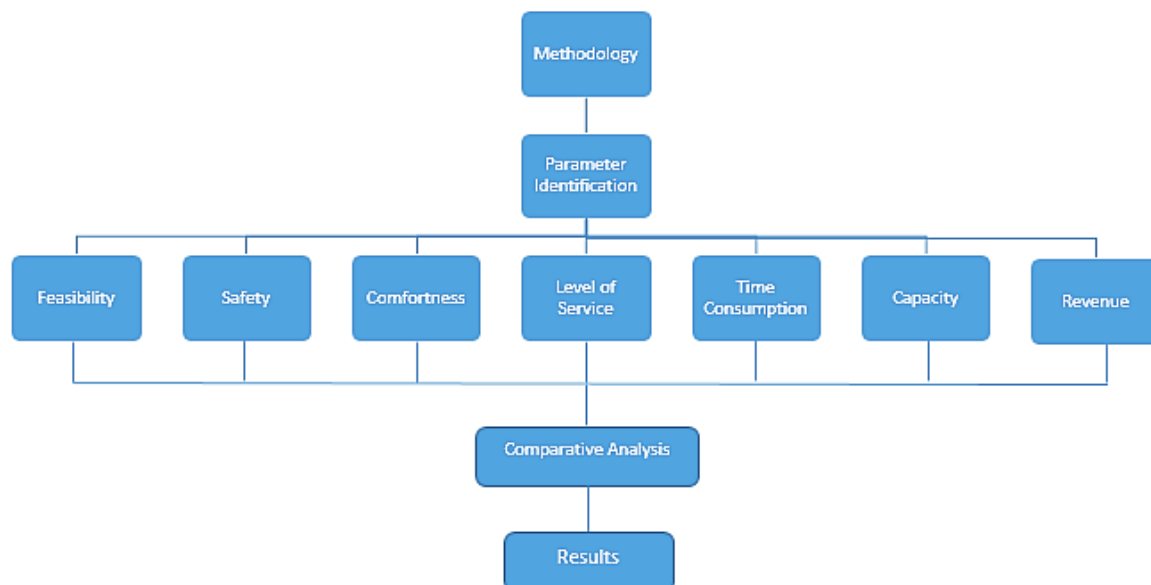 Methodology
Parameter
Identification
Feasibility
Safety
Comfortness
Level of
Service
Time
Consumption
Capacity
Revenue
Comparative Analysis
Results